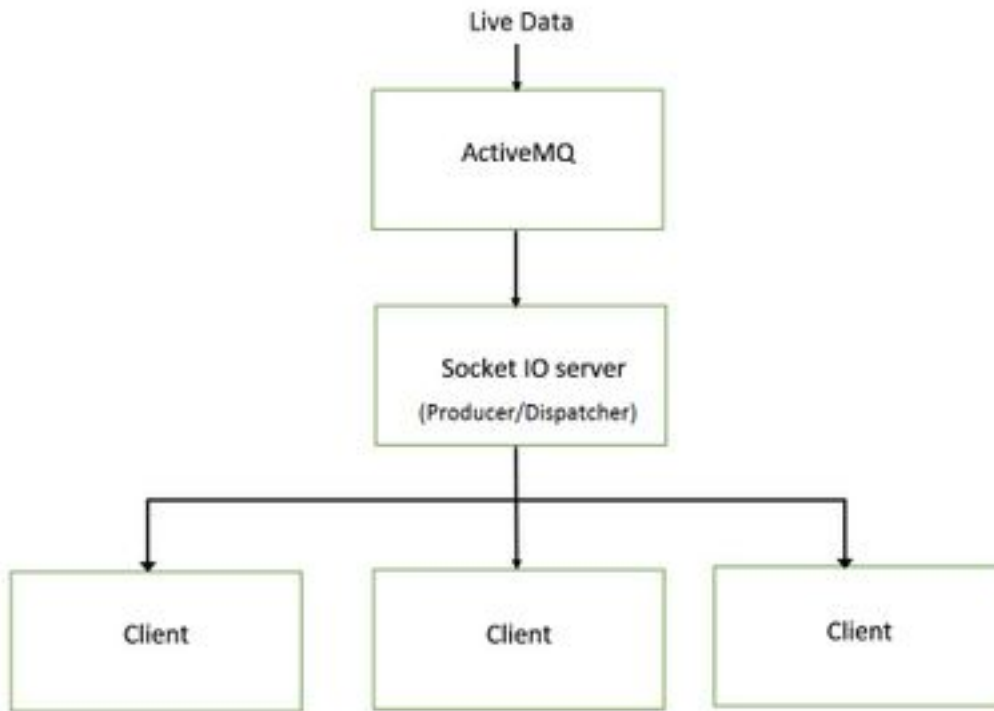 Live Data
ActiveMQ
Socket IO server
(Producer/Dispatcher)
Client
Client
Client